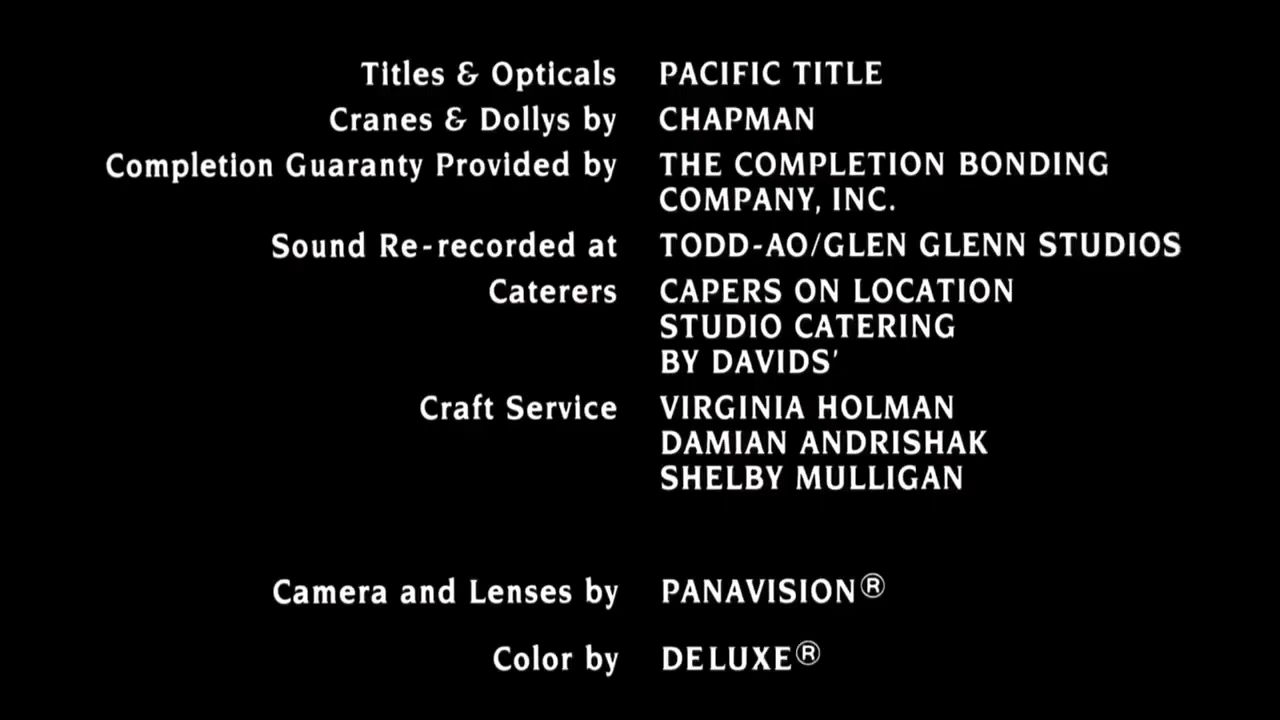 Titles & Opticals PACIFIC TITLE
Cranes & Dollys by CHAPMAN
Completion Guaranty Provided by THE COMPLETION BONDING
COMPANY, INC.
Sound Re-recorded at TODD-AO/GLEN GLENN STUDIOS
Caterers CAPERS ON LOCATION
STUDIO CATERING
BY DAVIDS'
Craft Service VIRGINIA HOLMAN
DAMIAN ANDRISHAK
SHELBY MULLIGAN
Camera and Lenses by PANAVISION®
Color by DELUXE®